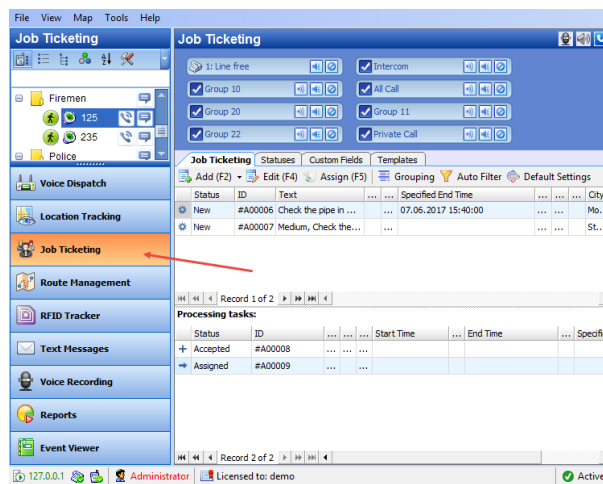 File View Map Tools Help
Job Ticketing
Job Ticketing
1: Line free
Intercom
Group 10
All Call
Group 20
Group 11
Group 22
Private Call
Firemen
125
235
Police
Voice Dispatch
Location Tracking
Job Ticketing
Route Management
RFID Tracker
Text Messages
Voice Recording
Reports
Event Viewer
Job Ticketing Statuses Custom Fields Templates
Add (F2) Edit (F4) Assign (F5) Grouping Auto Filter Default Settings
Status ID Text ... ... Specified End Time ... ... ... City
New #A00006 Check the pipe in ... ... 07.06.2017 15:40:00 ... ... Mo...
New #A00007 Medium, Check the... ... ... ... St...
Record 1 of 2
Processing tasks:
Status ID ... ... ... Start Time ... End Time ... Specifi
Accepted #A00008 ... ... ...
Assigned #A00009 ... ...
Record 2 of 2
127.0.0.1 Administrator Licensed to: demo Active